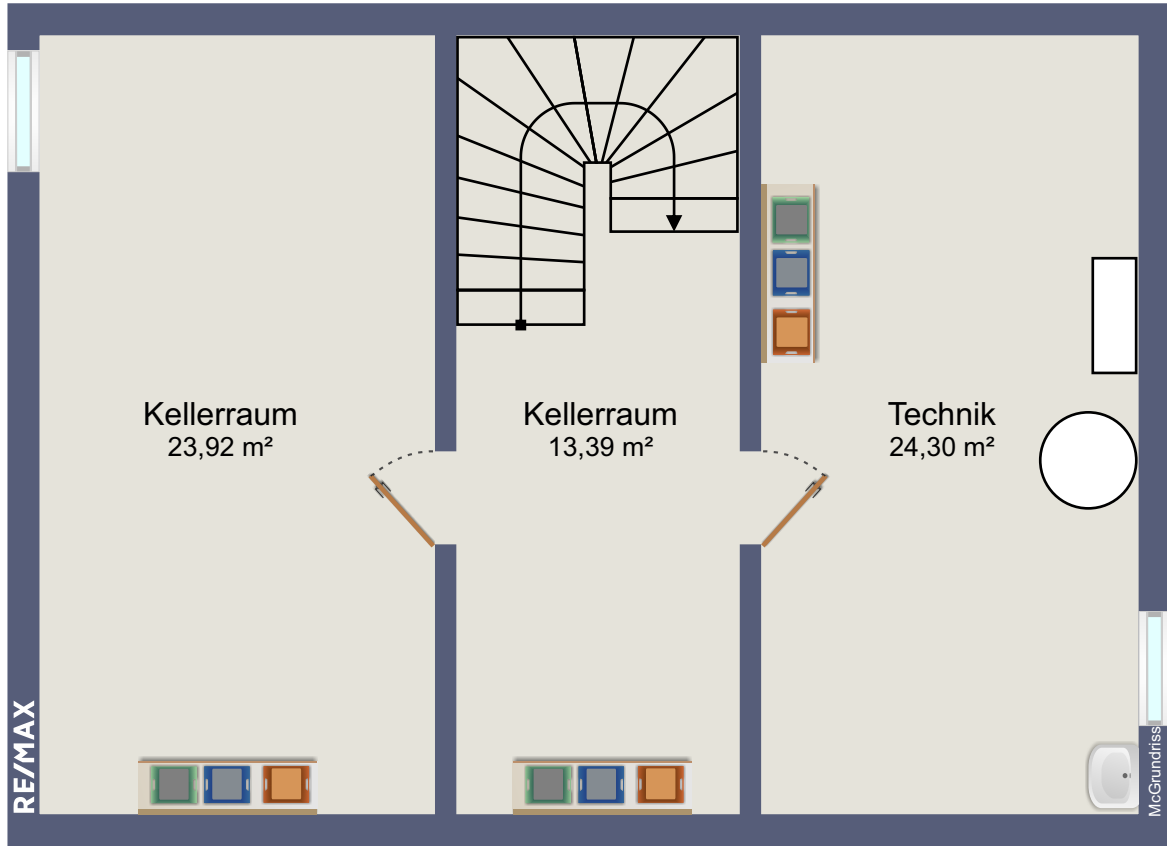 Kellerraum
23,92 m²
Kellerraum
13,39 m²
Technik
24,30 m²
RE/MAX
McGrundriss